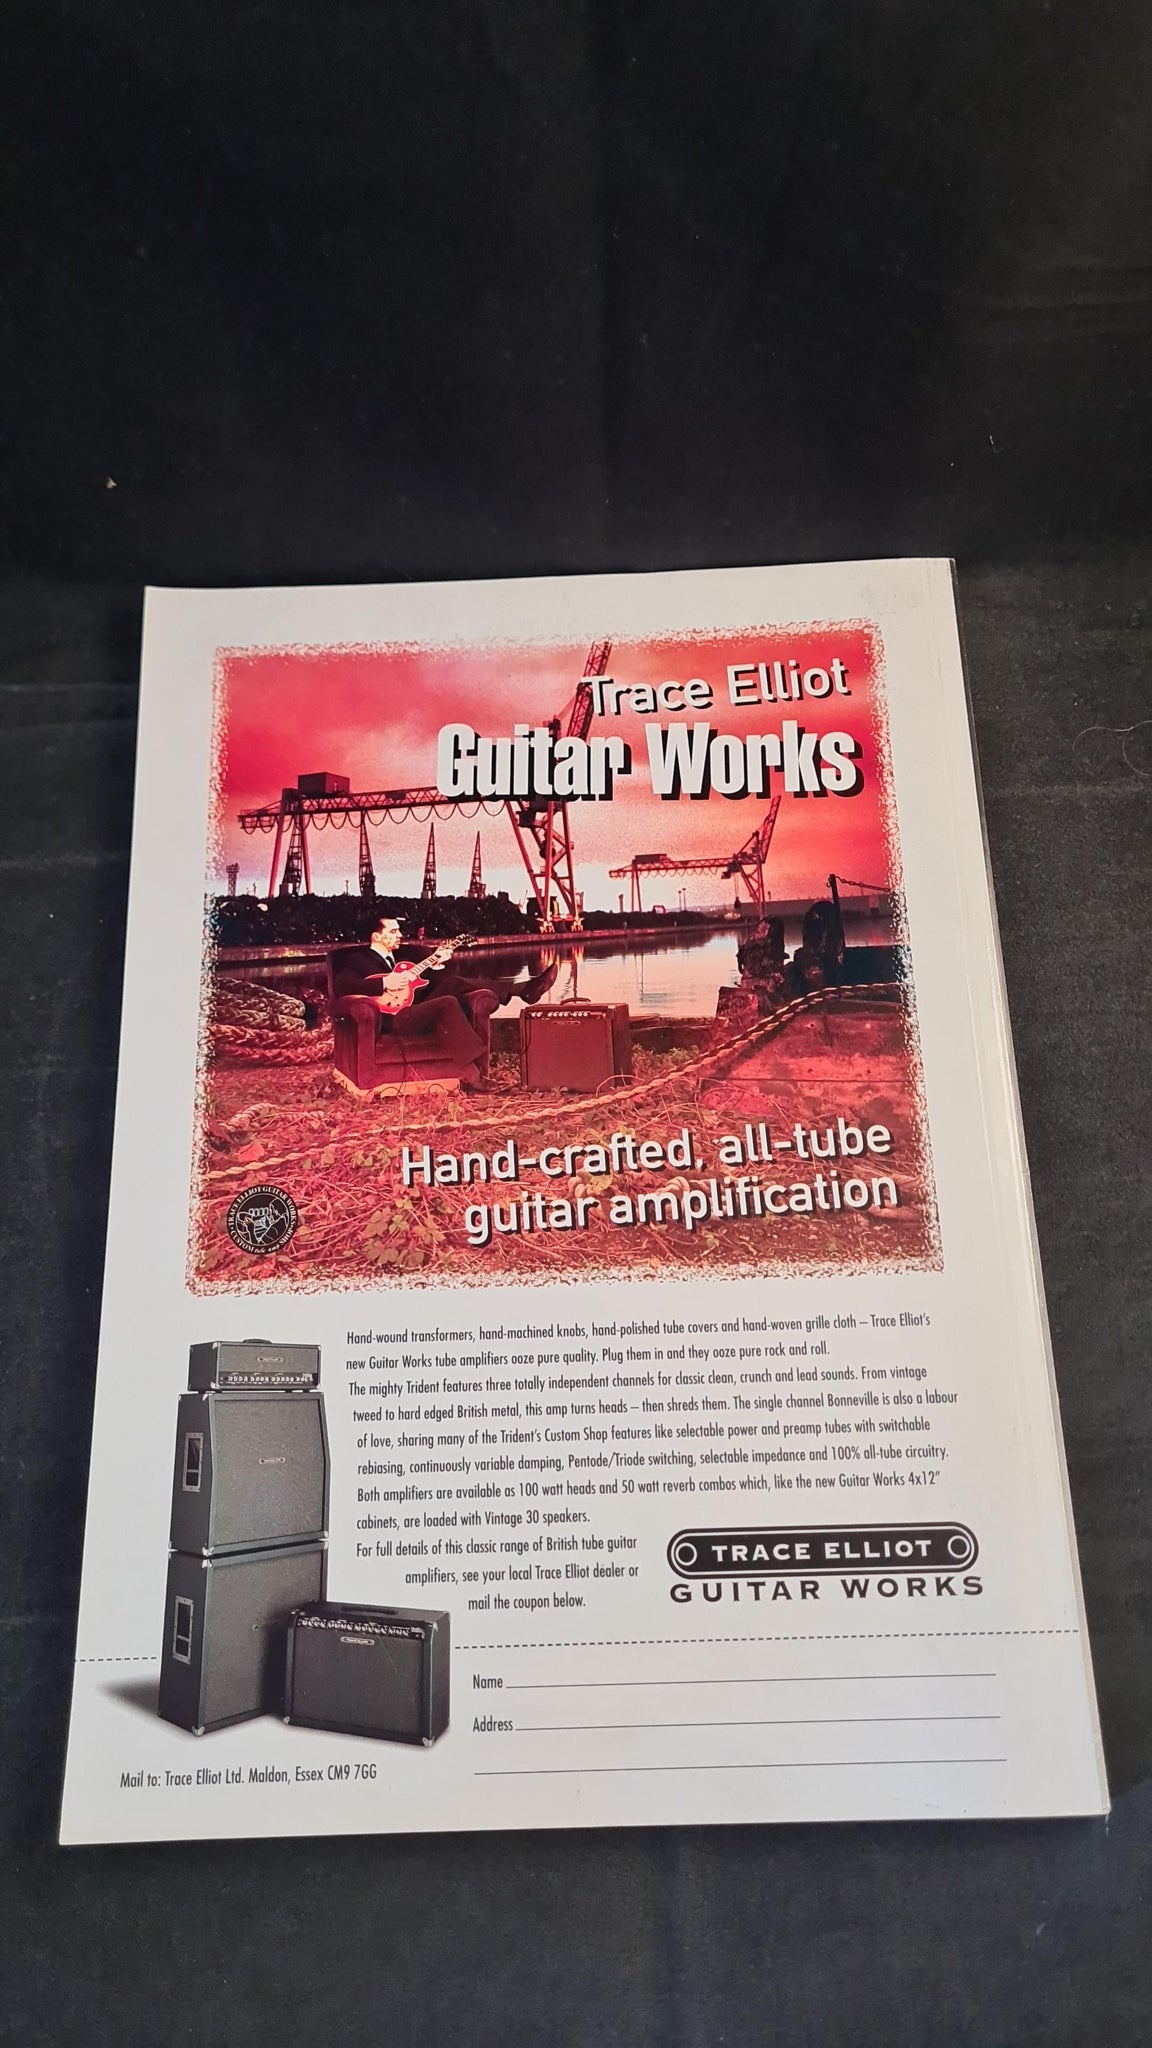 Trace Elliot
Guitar Works
Hand-crafted, all-tube
guitar amplification
TRACE ELLIOT GUITAR WORKS
CUSTOM tube amp SHOP
Hand-wound transformers, hand-machined knobs, hand-polished tube covers and hand-woven grille cloth – Trace Elliot's
new Guitar Works tube amplifiers ooze pure quality. Plug them in and they ooze pure rock and roll.
The mighty Trident features three totally independent channels for classic clean, crunch and lead sounds. From vintage
tweed to hard edged British metal, this amp turns heads – then shreds them. The single channel Bonneville is also a labour
of love, sharing many of the Trident's Custom Shop features like selectable power and preamp tubes with switchable
rebiasing, continuously variable damping, Pentode/Triode switching, selectable impedance and 100% all-tube circuitry.
Both amplifiers are available as 100 watt heads and 50 watt reverb combos which, like the new Guitar Works 4x12"
cabinets, are loaded with Vintage 30 speakers.
For full details of this classic range of British tube guitar
amplifiers, see your local Trace Elliot dealer or
mail the coupon below.
TRACE ELLIOT
GUITAR WORKS
Name
Address
Mail to: Trace Elliot Ltd. Maldon, Essex CM9 7GG